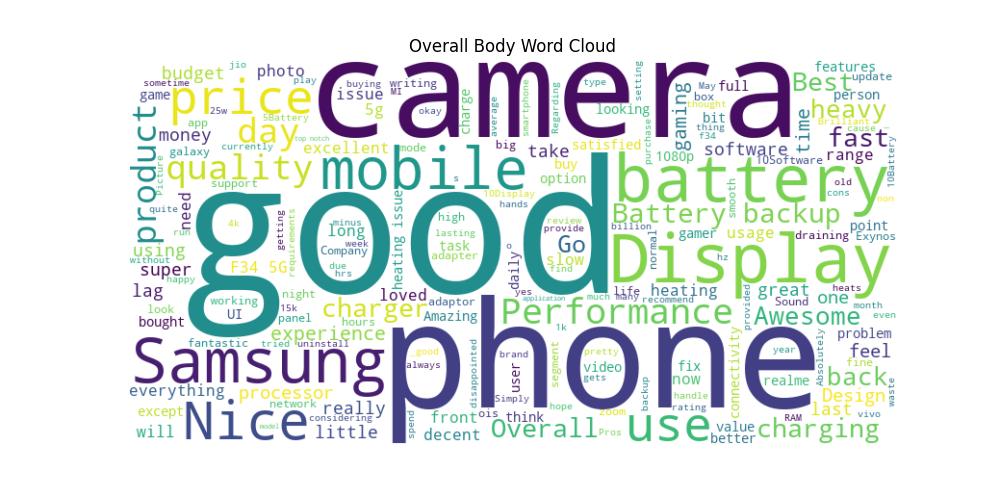 Overall Body Word Cloud
jio
budget
photo
sometime
game
price
25w
play
app
SBattery
money
day
galaxy
currently
top notch
quality
excellent
Picture
support
product
camera
buying
writing
MI
issue
okay
5g
charge
average
smartphone
Regarding
type
looking
setting
mode
big
take
satisfied
buy
option
purchase
1080p
gaming
May
box
full
thought
thing
bit
f34
software
time
Best
features
update
person
heavy
Brilliant
cause
fast
range
10Software
10Battery
mobile
s
10Display
hands
battery
smooth
old
cons
non
quite
need
getting
4k
requirements
run
using
without
happy
super
F34 5G
good
minus
long
week
Company
due
hrs
heating issue
high
lasting
task
adapter
review
provide
Go
slow
find
daily
Battery backup
billion
gamer
usage
point
draining
Exynos
normal
hz
Display
lag
look
bought
working
UI
night
15k
panel
hours
charger
loved
adaptor
Amazing
experience
fantastic
tried
uninstall
yes
application
much
many
life
recommend
heating
provided
great
Sound
one
heats
month
even
Performance
1k
Awesome
problem
Samsung
good
always
phone
disappointed
brand
user
Simply
segment
pretty
video
gets
fix
now
handle
rating
backup
connectivity
year
realme
Absolutely
feel
fine
back
everything
processor
network
considering
except
Nice
model
really
will
little
spend
front
decent
ois
think
hope
zoom
Overall
Pros
use
RAM
value
better
last
Design
vivo
waste
charging